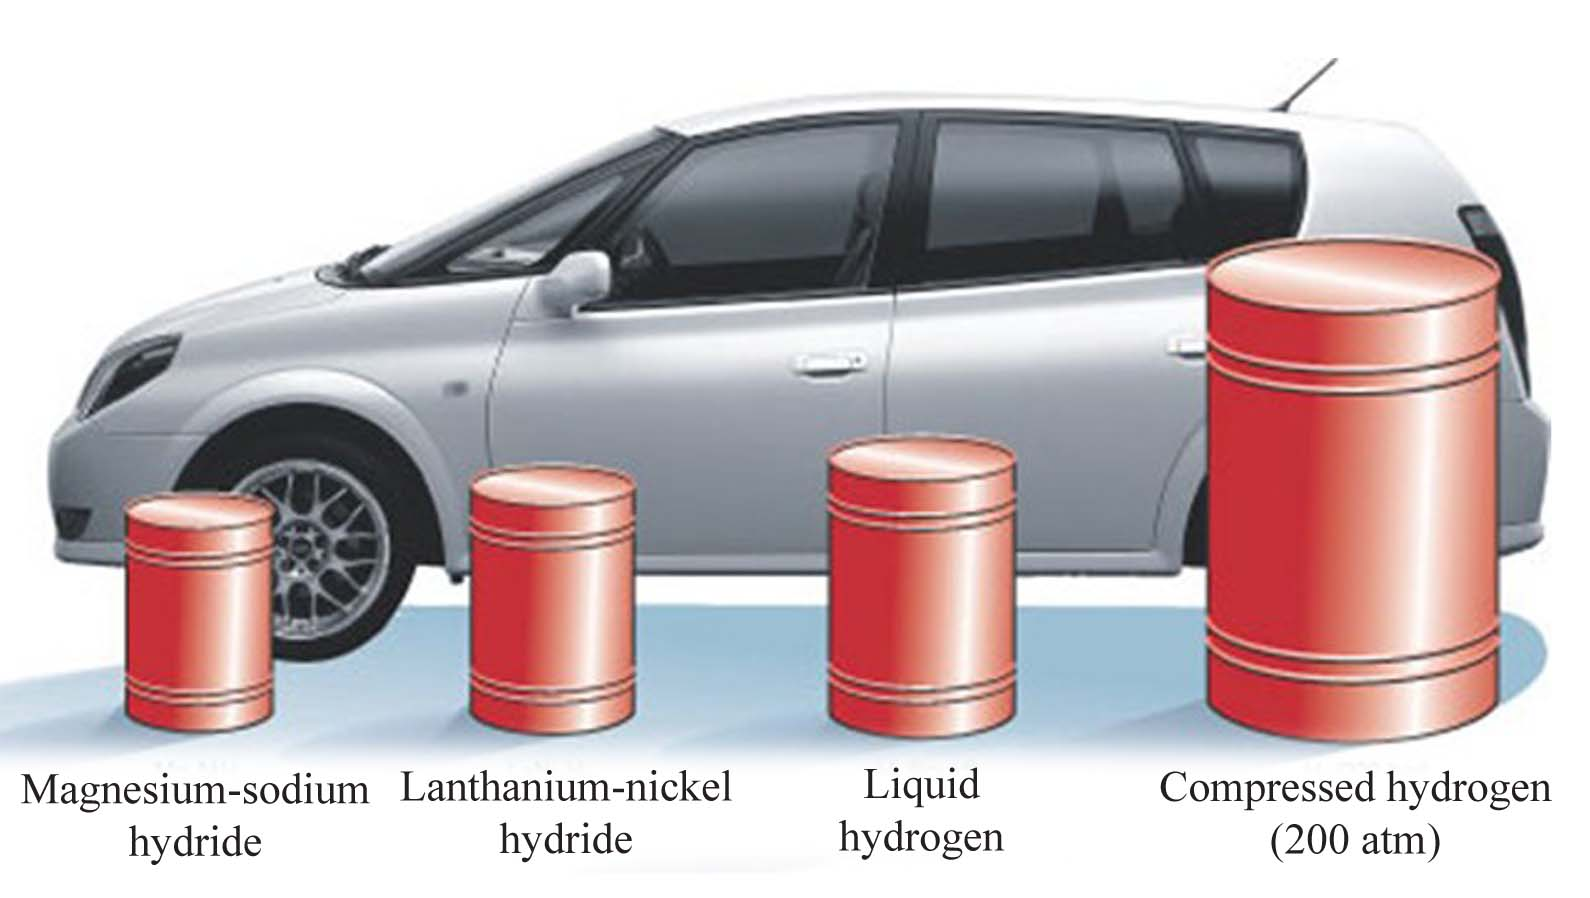 Magnesium-sodium
hydride
Lanthanium-nickel
hydride
Liquid
hydrogen
Compressed hydrogen
(200 atm)